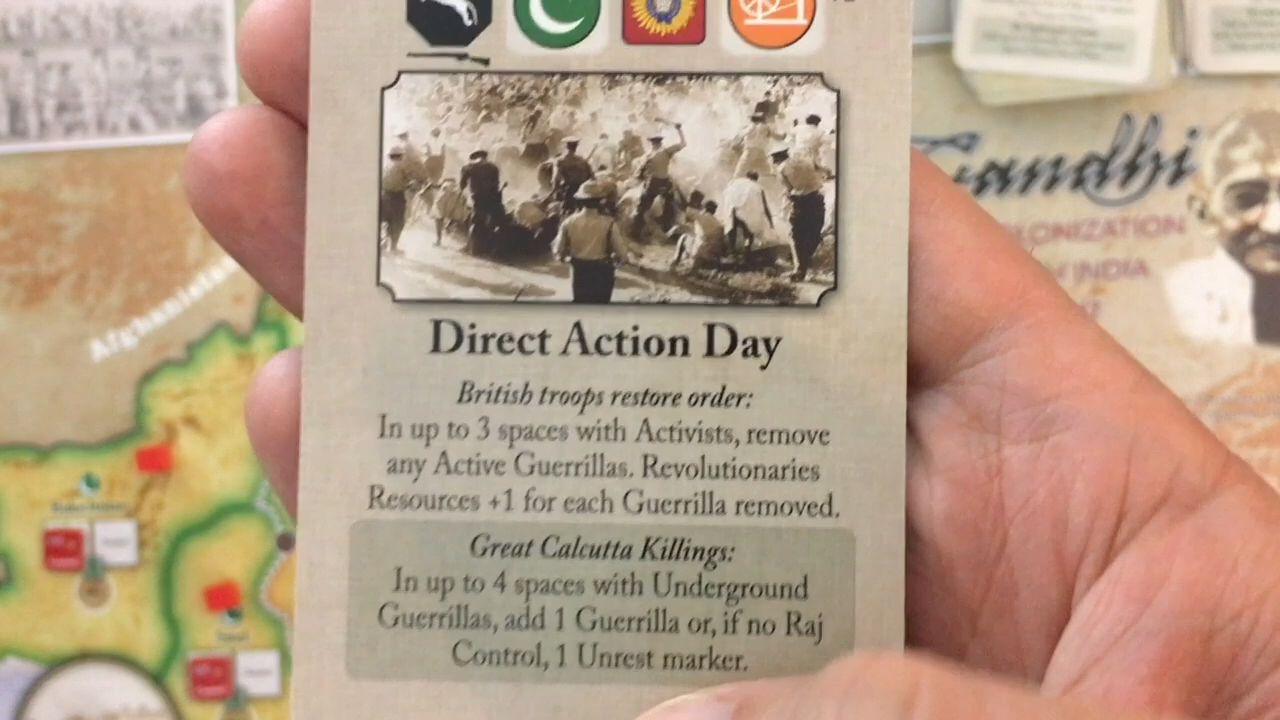 Direct Action Day
British troops restore order:
In up to 3 spaces with Activists, remove
any Active Guerrillas. Revolutionaries
Resources +1 for each Guerrilla removed.
Great Calcutta Killings:
In up to 4 spaces with Underground
Guerrillas, add 1 Guerrilla or, if no Raj
Control, 1 Unrest marker.
Afghanistan
Gandhi
OLONIZATION
INDIA